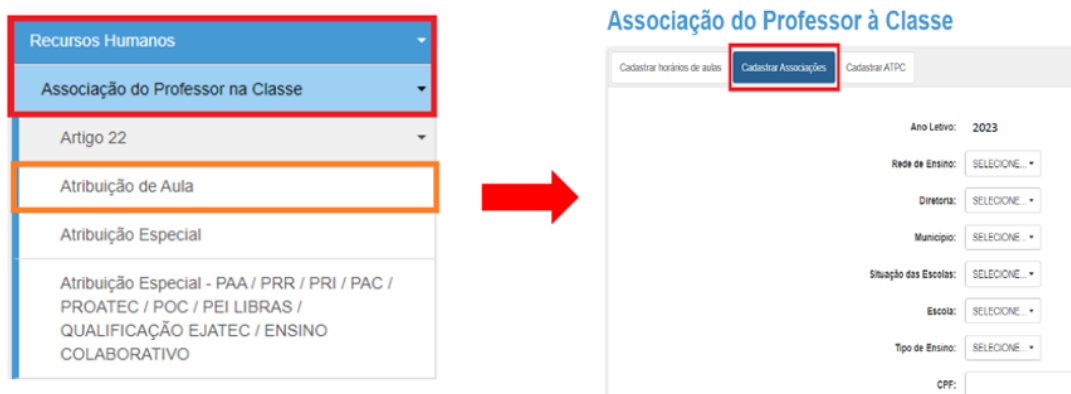 Recursos Humanos
Associação do Professor na Classe
Artigo 22
Atribuição de Aula
Atribuição Especial
Atribuição Especial - PAA / PRR / PRI / PAC /
PROATEC / POC / PEI LIBRAS /
QUALIFICAÇÃO EJATEC / ENSINO
COLABORATIVO
Associação do Professor à Classe
Cadastrar horários de aulas Cadastrar Associações Cadastrar ATPC
Ano Letivo: 2023
Rede de Ensino: SELECIONE...
Diretoria: SELECIONE...
Município: SELECIONE...
Situação das Escolas: SELECIONE...
Escola: SELECIONE...
Tipo de Ensino: SELECIONE...
CPF: